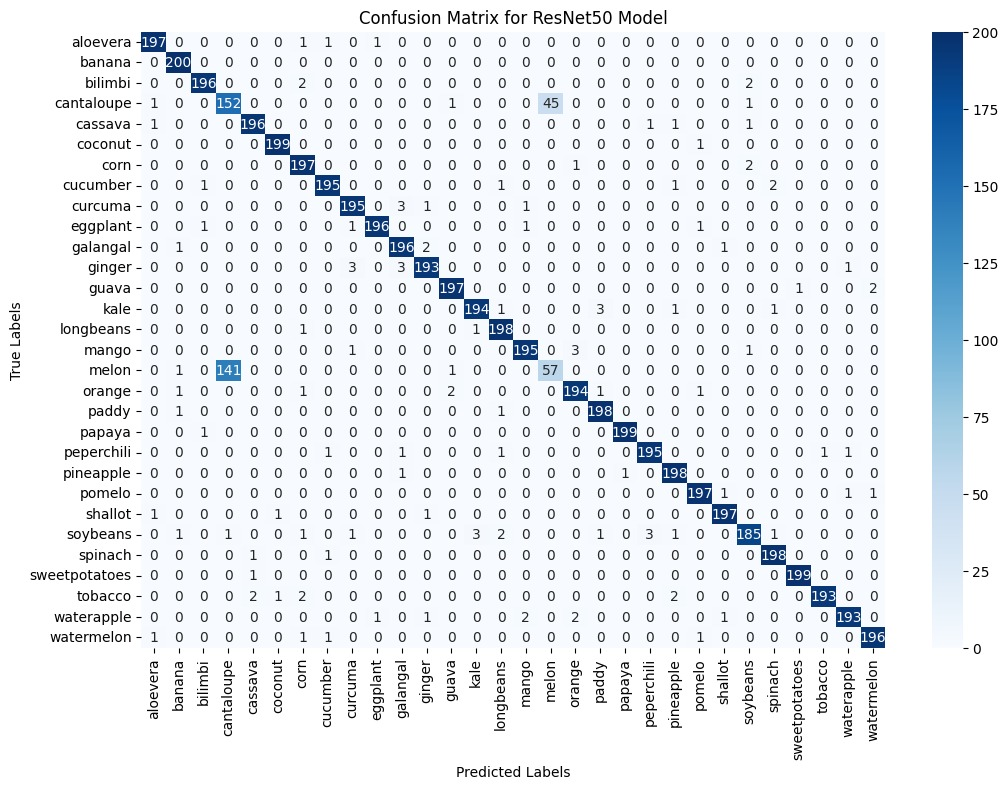 Confusion Matrix for ResNet50 Model
aloevera 197 0 0 0 0 0 1 1 0 1 0 0 0 0 0 0 0 0 0 0 0 0 0 0 0 0 0 0 0 0
banana 0 200 0 0 0 0 0 0 0 0 0 0 0 0 0 0 0 0 0 0 0 0 0 0 0 0 0 0 0 0
bilimbi 0 0 196 0 0 0 2 0 0 0 0 0 0 0 0 0 0 0 0 0 0 0 0 0 2 0 0 0 0 0
cantaloupe 1 0 0 152 0 0 0 0 0 0 0 0 1 0 0 0 45 0 0 0 0 0 0 0 1 0 0 0 0 0
cassava 1 0 0 0 196 0 0 0 0 0 0 0 0 0 0 0 0 0 0 0 1 1 0 0 1 0 0 0 0 0
coconut 0 0 0 0 0 199 0 0 0 0 0 0 0 0 0 0 0 0 0 0 0 0 1 0 0 0 0 0 0 0
corn 0 0 0 0 0 0 197 0 0 0 0 0 0 0 0 0 0 1 0 0 0 0 0 0 2 0 0 0 0 0
cucumber 0 0 1 0 0 0 0 195 0 0 0 0 0 0 1 0 0 0 0 0 0 1 0 0 0 2 0 0 0 0
curcuma 0 0 0 0 0 0 0 0 195 0 3 1 0 0 0 1 0 0 0 0 0 0 0 0 0 0 0 0 0 0
eggplant 0 0 1 0 0 0 0 0 1 196 0 0 0 0 0 1 0 0 0 0 0 0 1 0 0 0 0 0 0 0
galangal 0 1 0 0 0 0 0 0 0 0 196 2 0 0 0 0 0 0 0 0 0 0 0 1 0 0 0 0 0 0
ginger 0 0 0 0 0 0 0 0 3 0 3 193 0 0 0 0 0 0 0 0 0 0 0 0 0 0 0 0 1 0
guava 0 0 0 0 0 0 0 0 0 0 0 0 197 0 0 0 0 0 0 0 0 0 0 0 0 0 1 0 0 2
kale 0 0 0 0 0 0 0 0 0 0 0 0 0 194 1 0 0 0 3 0 0 1 0 0 0 1 0 0 0 0
longbeans 0 0 0 0 0 0 1 0 0 0 0 0 0 1 198 0 0 0 0 0 0 0 0 0 0 0 0 0 0 0
mango 0 0 0 0 0 0 0 0 1 0 0 0 0 0 0 195 0 3 0 0 0 0 0 0 1 0 0 0 0 0
melon 0 1 0 141 0 0 0 0 0 0 0 0 1 0 0 0 57 0 0 0 0 0 0 0 0 0 0 0 0 0
orange 0 1 0 0 0 0 1 0 0 0 0 0 2 0 0 0 0 194 1 0 0 0 1 0 0 0 0 0 0 0
paddy 0 1 0 0 0 0 0 0 0 0 0 0 0 0 1 0 0 0 198 0 0 0 0 0 0 0 0 0 0 0
papaya 0 0 1 0 0 0 0 0 0 0 0 0 0 0 0 0 0 0 0 199 0 0 0 0 0 0 0 0 0 0
peperchili 0 0 0 0 0 0 0 1 0 0 1 0 0 0 1 0 0 0 0 0 195 0 0 0 0 0 0 1 1 0
pineapple 0 0 0 0 0 0 0 0 0 0 1 0 0 0 0 0 0 0 0 1 0 198 0 0 0 0 0 0 0 0
pomelo 0 0 0 0 0 0 0 0 0 0 0 0 0 0 0 0 0 0 0 0 0 0 197 1 0 0 0 0 1 1
shallot 1 0 0 0 0 1 0 0 0 0 0 1 0 0 0 0 0 0 0 0 0 0 0 197 0 0 0 0 0 0
soybeans 0 1 0 1 0 0 1 0 1 0 0 0 0 3 2 0 0 0 1 0 3 1 0 0 185 1 0 0 0 0
spinach 0 0 0 0 1 0 0 1 0 0 0 0 0 0 0 0 0 0 0 0 0 0 0 0 0 198 0 0 0 0
sweetpotatoes 0 0 0 0 1 0 0 0 0 0 0 0 0 0 0 0 0 0 0 0 0 0 0 0 0 0 199 0 0 0
tobacco 0 0 0 0 2 1 2 0 0 0 0 0 0 0 0 0 0 0 0 0 0 2 0 0 0 0 0 193 0 0
waterapple 0 0 0 0 0 0 0 0 0 1 0 1 0 0 0 2 0 2 0 0 0 0 0 1 0 0 0 0 193 0
watermelon 1 0 0 0 0 0 1 1 0 0 0 0 0 0 0 0 0 0 0 0 0 0 1 0 0 0 0 0 0 196
True Labels
aloevera banana bilimbi cantaloupe cassava coconut corn cucumber curcuma eggplant galangal ginger guava kale longbeans mango melon orange paddy papaya peperchili pineapple pomelo shallot soybeans spinach sweetpotatoes tobacco waterapple watermelon
Predicted Labels
200
175
150
125
100
75
50
25
0